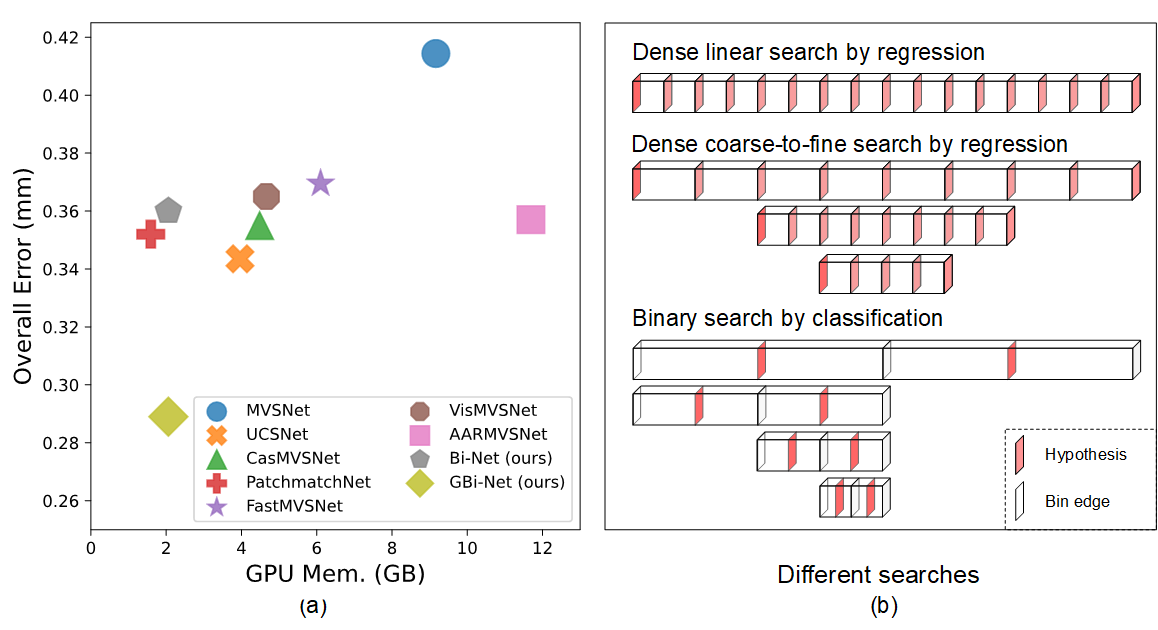 0.42
0.40
0.38
0.36
0.34
0.32
0.30
0.28
0.26
Overall Error (mm)
0 2 4 6 8 10 12
GPU Mem. (GB)
MVSNet
UCSNet
CasMVSNet
PatchmatchNet
FastMVSNet
VisMVSNet
AARMVSNet
Bi-Net (ours)
GBi-Net (ours)
(a)
Dense linear search by regression
Dense coarse-to-fine search by regression
Binary search by classification
Hypothesis
Bin edge
Different searches
(b)